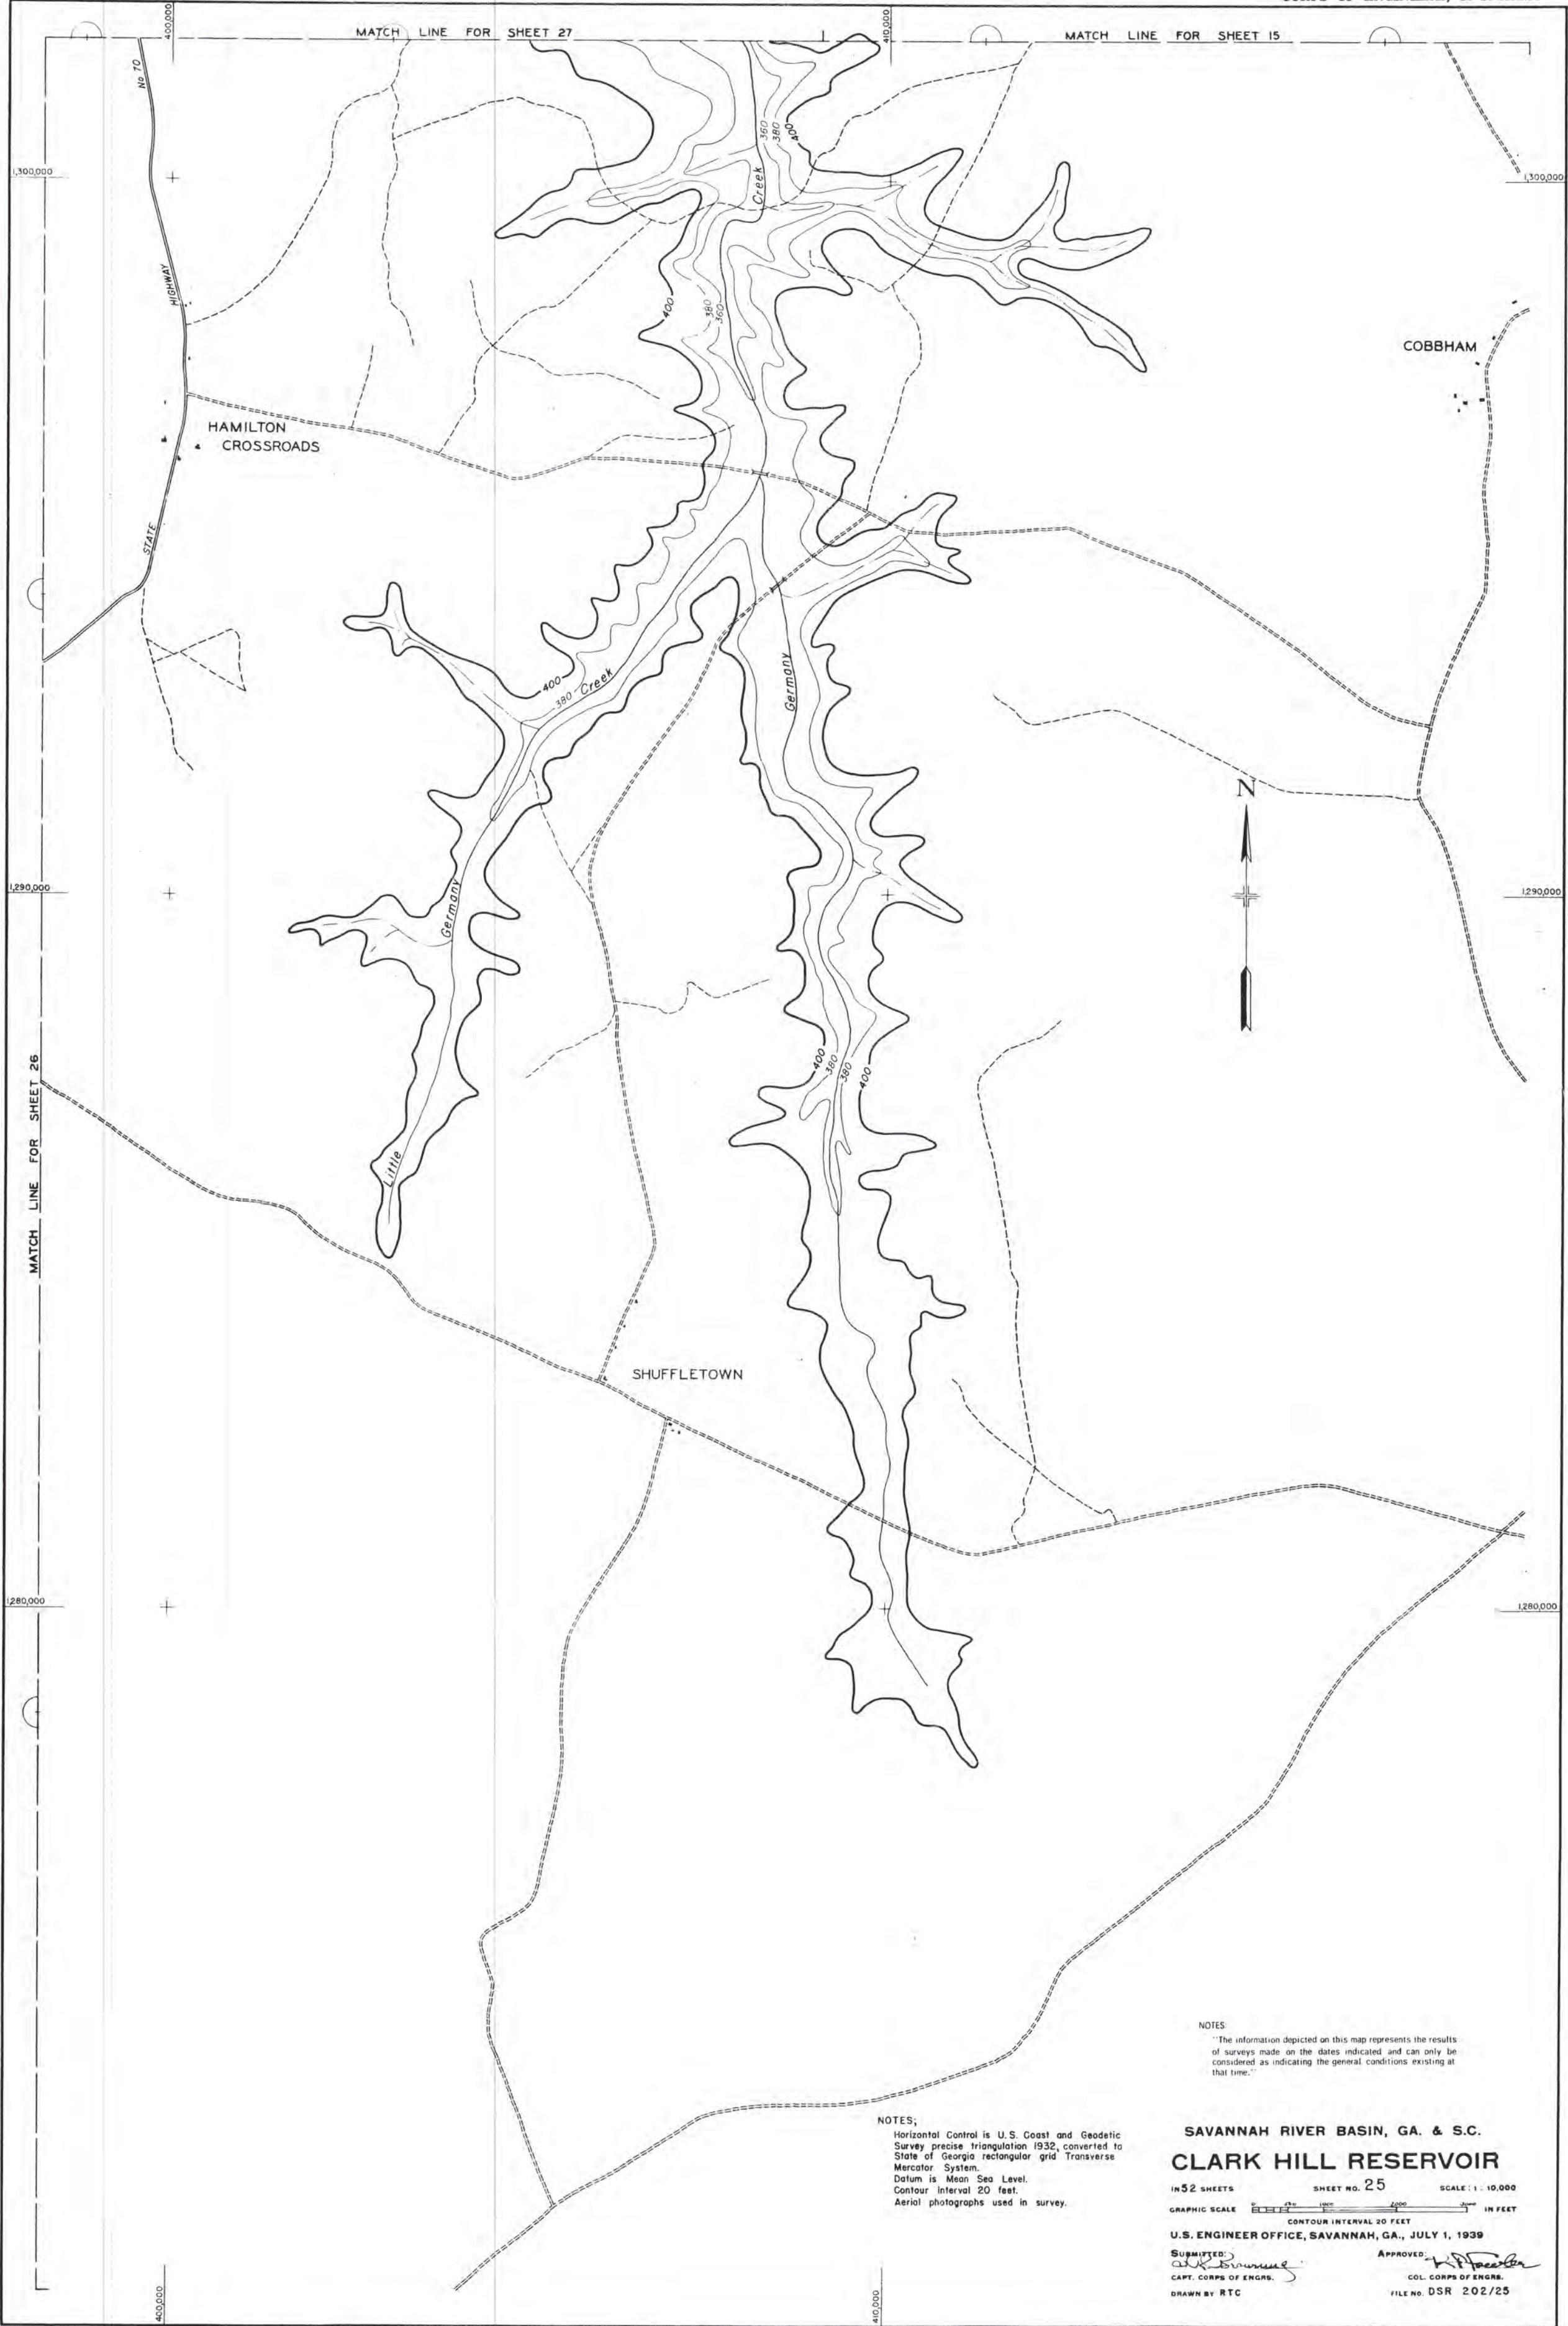 400,000
410,000
MATCH LINE FOR SHEET 27
MATCH LINE FOR SHEET 15
No 10
360
380
400
1,300,000
1,300,000
Creek
HIGHWAY
400
380
360
COBBHAM
HAMILTON
CROSSROADS
STATE
400
380
Creek
Germany
N
1,290,000
1,290,000
Germany
MATCH LINE FOR SHEET 26
400
380
380
400
Little
SHUFFLETOWN
1,280,000
1,280,000
NOTES:
"The information depicted on this map represents the results
of surveys made on the dates indicated and can only be
considered as indicating the general conditions existing at
that time."
NOTES;
Horizontal Control is U.S. Coast and Geodetic
Survey precise triangulation 1932, converted to
State of Georgia rectangular grid Transverse
Mercator System.
Datum is Mean Sea Level.
Contour interval 20 feet.
Aerial photographs used in survey.
SAVANNAH RIVER BASIN, GA. & S.C.
CLARK HILL RESERVOIR
IN 52 SHEETS SHEET NO. 25 SCALE: 1:10,000
GRAPHIC SCALE 0 1000 2000 3000 IN FEET
CONTOUR INTERVAL 20 FEET
U.S. ENGINEER OFFICE, SAVANNAH, GA., JULY 1, 1939
SUBMITTED: APPROVED:
CAPT. CORPS OF ENGRS. COL. CORPS OF ENGRS.
DRAWN BY RTC FILE NO. DSR 202/25
400,000
410,000